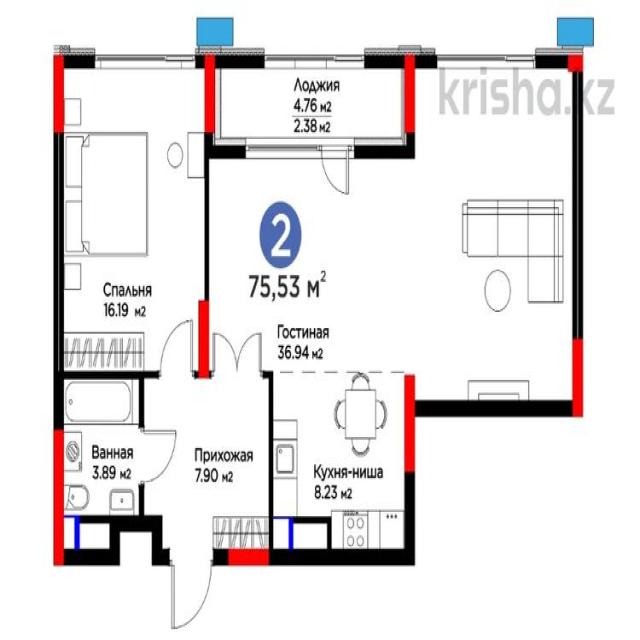 Лоджия
4.76 м2
2.38 м2
krisha.kz
2
75,53 м2
Спальня
16.19 м2
Гостиная
36.94 м2
Ванная
3.89 м2
Прихожая
7.90 м2
Кухня-ниша
8.23 м2